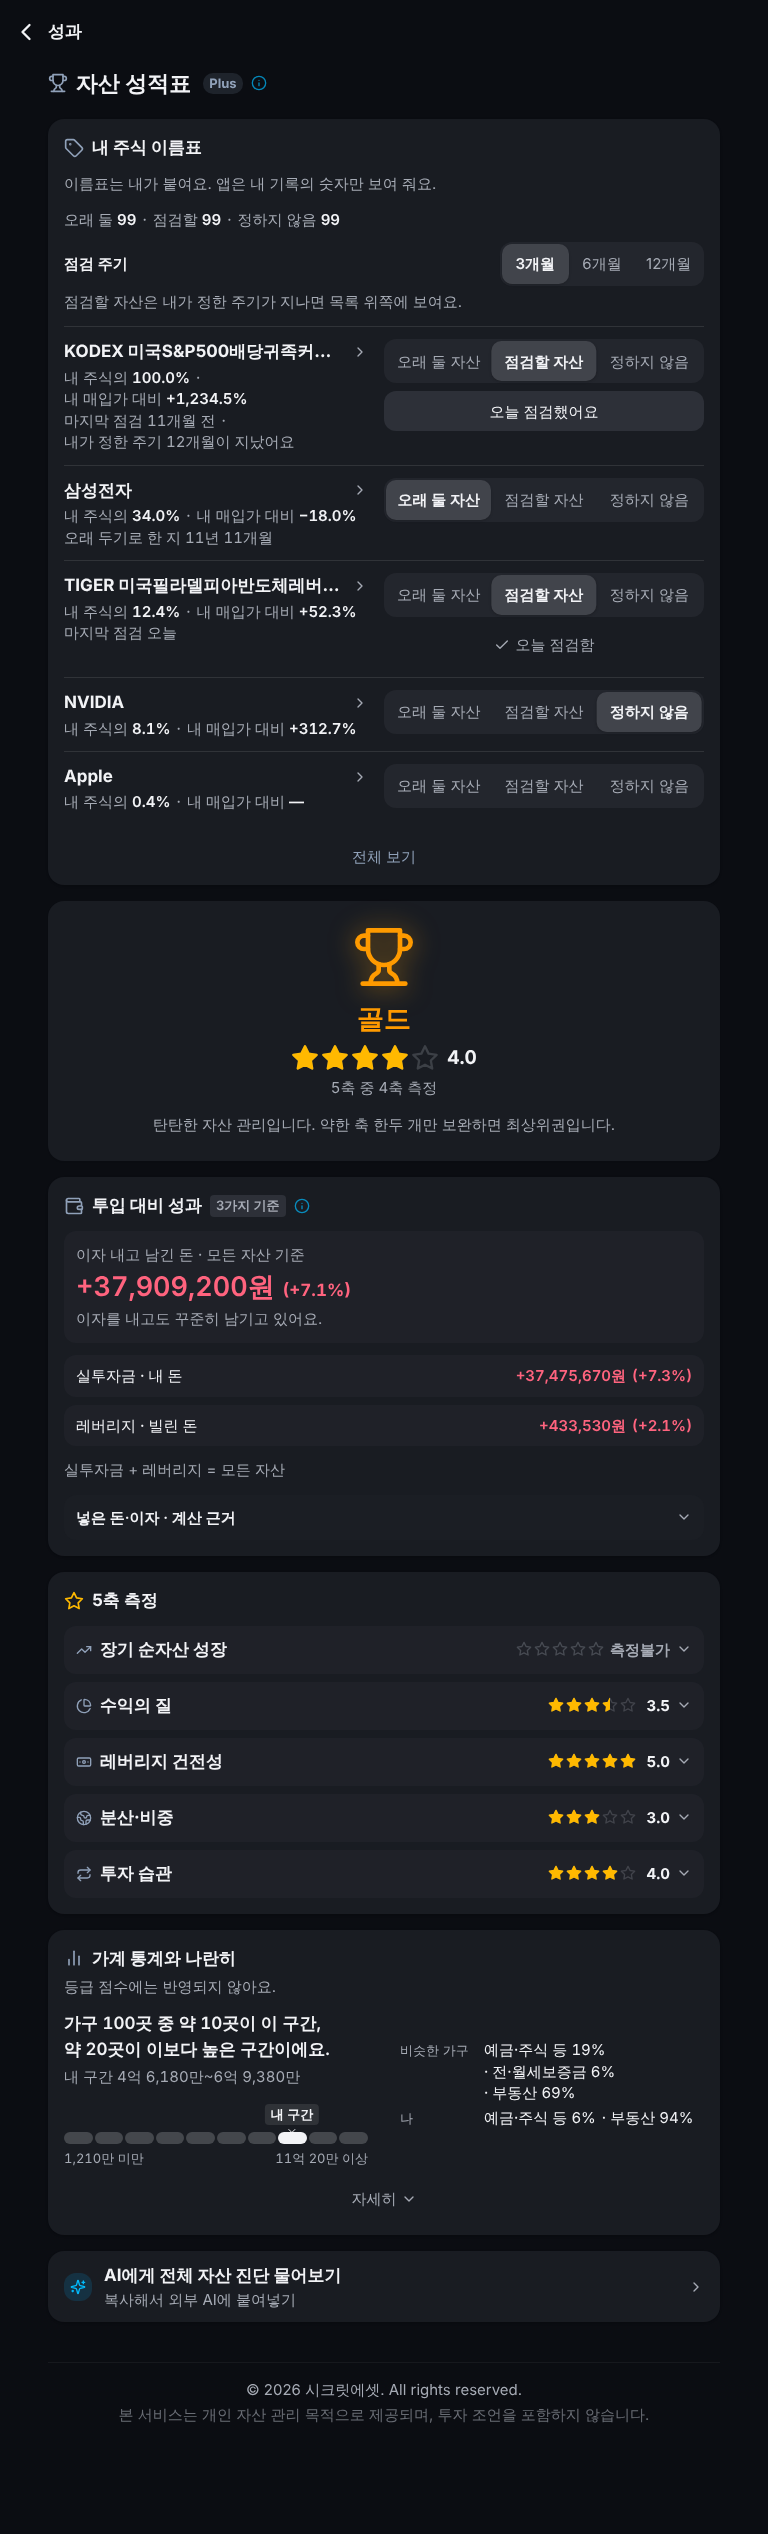 성과
자산 성적표 Plus
내 주식 이름표
이름표는 내가 붙여요. 앱은 내 기록의 숫자만 보여 줘요.
오래 둘 99 · 점검할 99 · 정하지 않음 99
점검 주기 3개월 6개월 12개월
점검할 자산은 내가 정한 주기가 지나면 목록 위쪽에 보여요.
KODEX 미국S&P500배당귀족커...
내 주식의 100.0% ·
내 매입가 대비 +1,234.5%
마지막 점검 11개월 전 ·
내가 정한 주기 12개월이 지났어요
오래 둘 자산 점검할 자산 정하지 않음
오늘 점검했어요
삼성전자
내 주식의 34.0% · 내 매입가 대비 −18.0%
오래 두기로 한 지 11년 11개월
오래 둘 자산 점검할 자산 정하지 않음
TIGER 미국필라델피아반도체레버...
내 주식의 12.4% · 내 매입가 대비 +52.3%
마지막 점검 오늘
오래 둘 자산 점검할 자산 정하지 않음
오늘 점검함
NVIDIA
내 주식의 8.1% · 내 매입가 대비 +312.7%
오래 둘 자산 점검할 자산 정하지 않음
Apple
내 주식의 0.4% · 내 매입가 대비 —
오래 둘 자산 점검할 자산 정하지 않음
전체 보기
골드
4.0
5축 중 4축 측정
탄탄한 자산 관리입니다. 약한 축 한두 개만 보완하면 최상위권입니다.
투입 대비 성과 3가지 기준
이자 내고 남긴 돈 · 모든 자산 기준
+37,909,200원 (+7.1%)
이자를 내고도 꾸준히 남기고 있어요.
실투자금 · 내 돈 +37,475,670원 (+7.3%)
레버리지 · 빌린 돈 +433,530원 (+2.1%)
실투자금 + 레버리지 = 모든 자산
넣은 돈·이자 · 계산 근거
5축 측정
장기 순자산 성장 측정불가
수익의 질 3.5
레버리지 건전성 5.0
분산·비중 3.0
투자 습관 4.0
가계 통계와 나란히
등급 점수에는 반영되지 않아요.
가구 100곳 중 약 10곳이 이 구간,
약 20곳이 이보다 높은 구간이에요.
내 구간 4억 6,180만~6억 9,380만
내 구간
1,210만 미만 11억 20만 이상
비슷한 가구 예금·주식 등 19%
· 전·월세보증금 6%
· 부동산 69%
나 예금·주식 등 6% · 부동산 94%
자세히
AI에게 전체 자산 진단 물어보기
복사해서 외부 AI에 붙여넣기
© 2026 시크릿에셋. All rights reserved.
본 서비스는 개인 자산 관리 목적으로 제공되며, 투자 조언을 포함하지 않습니다.